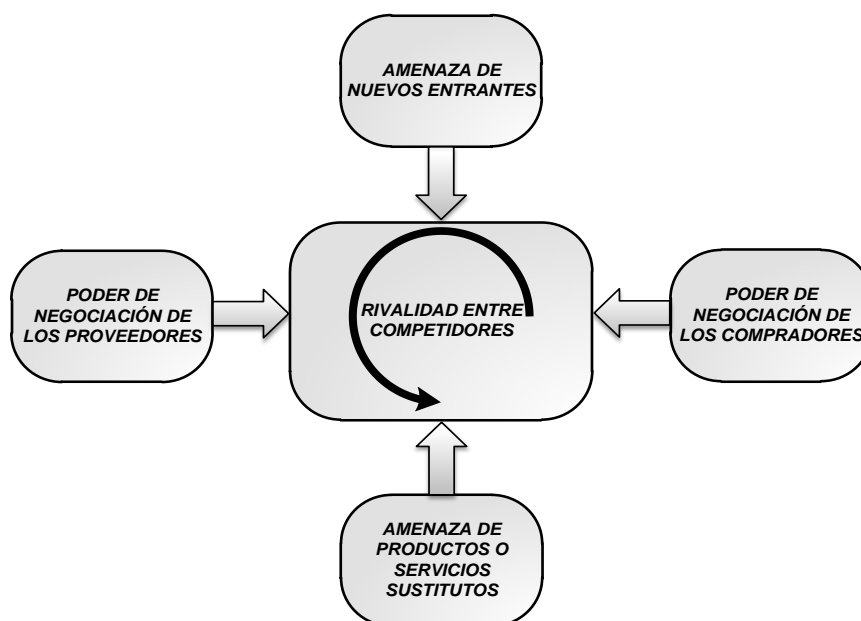 AMENAZA DE
NUEVOS ENTRANTES
PODER DE
NEGOCIACIÓN DE
LOS PROVEEDORES
RIVALIDAD ENTRE
COMPETIDORES
PODER DE
NEGOCIACIÓN DE
LOS COMPRADORES
AMENAZA DE
PRODUCTOS O
SERVICIOS
SUSTITUTOS